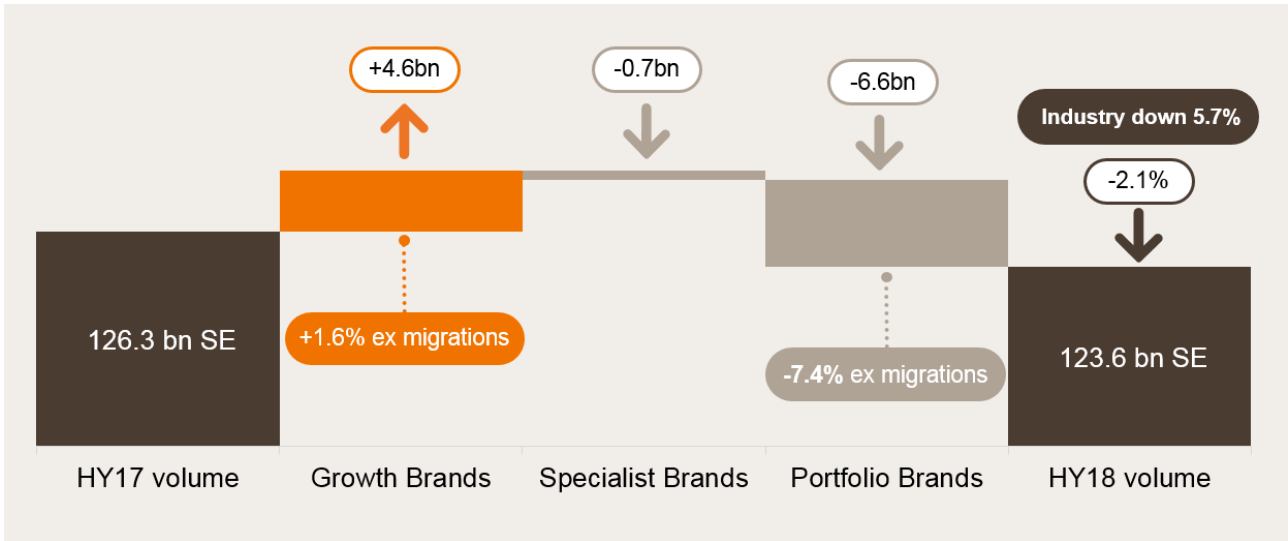 +4.6bn
-0.7bn
-6.6bn
Industry down 5.7%
-2.1%
126.3 bn SE
+1.6% ex migrations
-7.4% ex migrations
123.6 bn SE
HY17 volume
Growth Brands
Specialist Brands
Portfolio Brands
HY18 volume